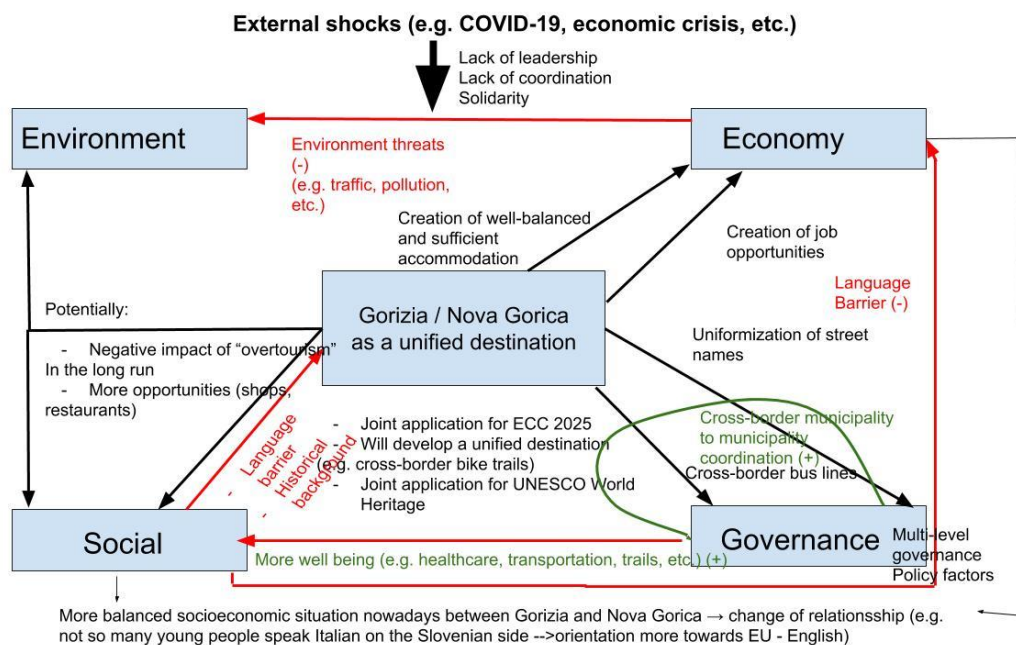 External shocks (e.g. COVID-19, economic crisis, etc.)
Lack of leadership
Lack of coordination
Solidarity
Environment
Economy
Environment threats
(-)
(e.g. traffic, pollution,
etc.)
Creation of well-balanced
and sufficient
accommodation
Creation of job
opportunities
Language
Barrier (-)
Gorizia / Nova Gorica
as a unified destination
Potentially:
- Negative impact of “overtourism”
In the long run
- More opportunities (shops,
restaurants)
Uniformization of street
names
- Language
barrier
- Historical
background
- Joint application for ECC 2025
- Will develop a unified destination
(e.g. cross-border bike trails)
- Joint application for UNESCO World
Heritage
Cross-border municipality
to municipality
coordination (+)
Cross-border bus lines
Social
Governance
Multi-level
governance
Policy factors
More well being (e.g. healthcare, transportation, trails, etc.) (+)
More balanced socioeconomic situation nowadays between Gorizia and Nova Gorica → change of relationsship (e.g.
not so many young people speak Italian on the Slovenian side -->orientation more towards EU - English)